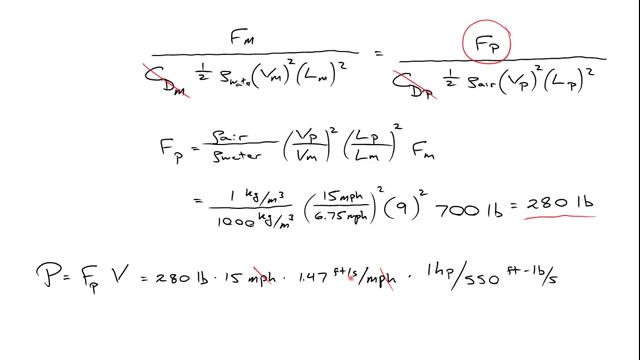 F_m / (C_Dm ½ ρ_water (V_m)² (L_m)²) = F_p / (C_Dp ½ ρ_air (V_p)² (L_p)²)
F_p = ρ_air/ρ_water (V_p/V_m)² (L_p/L_m)² F_m
= 1 kg/m³ / 1000 kg/m³ (15 mph / 6.75 mph)² (9)² 700 lb = 280 lb
P = F_p V = 280 lb · 15 mph · 1.47 ft/s/mph · 1hp/550 ft-lb/s